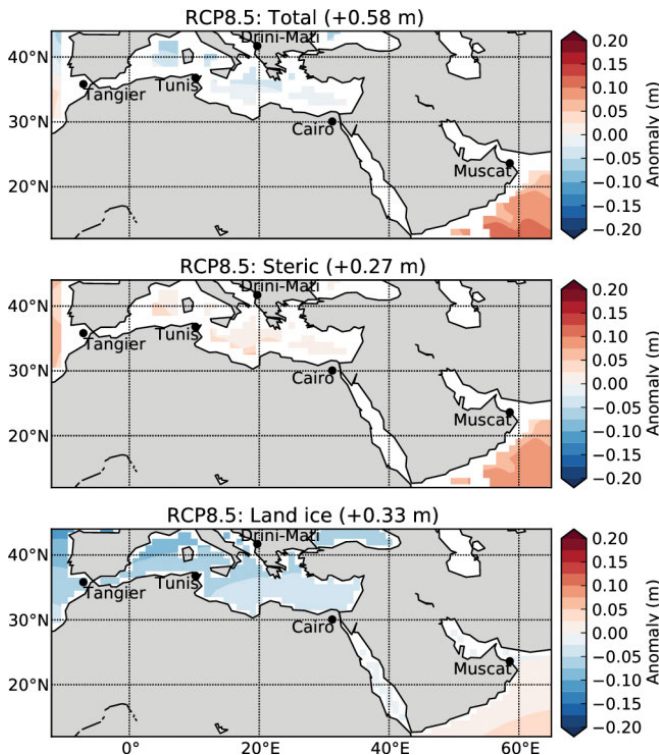 RCP8.5: Total (+0.58 m)
40°N
30°N
20°N
Drini-Mati
Tangier
Tunis
Cairo
Muscat
0.20
0.15
0.10
0.05
0.00
−0.05
−0.10
−0.15
−0.20
Anomaly (m)
RCP8.5: Steric (+0.27 m)
40°N
30°N
20°N
Drini-Mati
Tangier
Tunis
Cairo
Muscat
0.20
0.15
0.10
0.05
0.00
−0.05
−0.10
−0.15
−0.20
Anomaly (m)
RCP8.5: Land ice (+0.33 m)
40°N
30°N
20°N
Drini-Mati
Tangier
Tunis
Cairo
Muscat
0.20
0.15
0.10
0.05
0.00
−0.05
−0.10
−0.15
−0.20
Anomaly (m)
0° 20°E 40°E 60°E